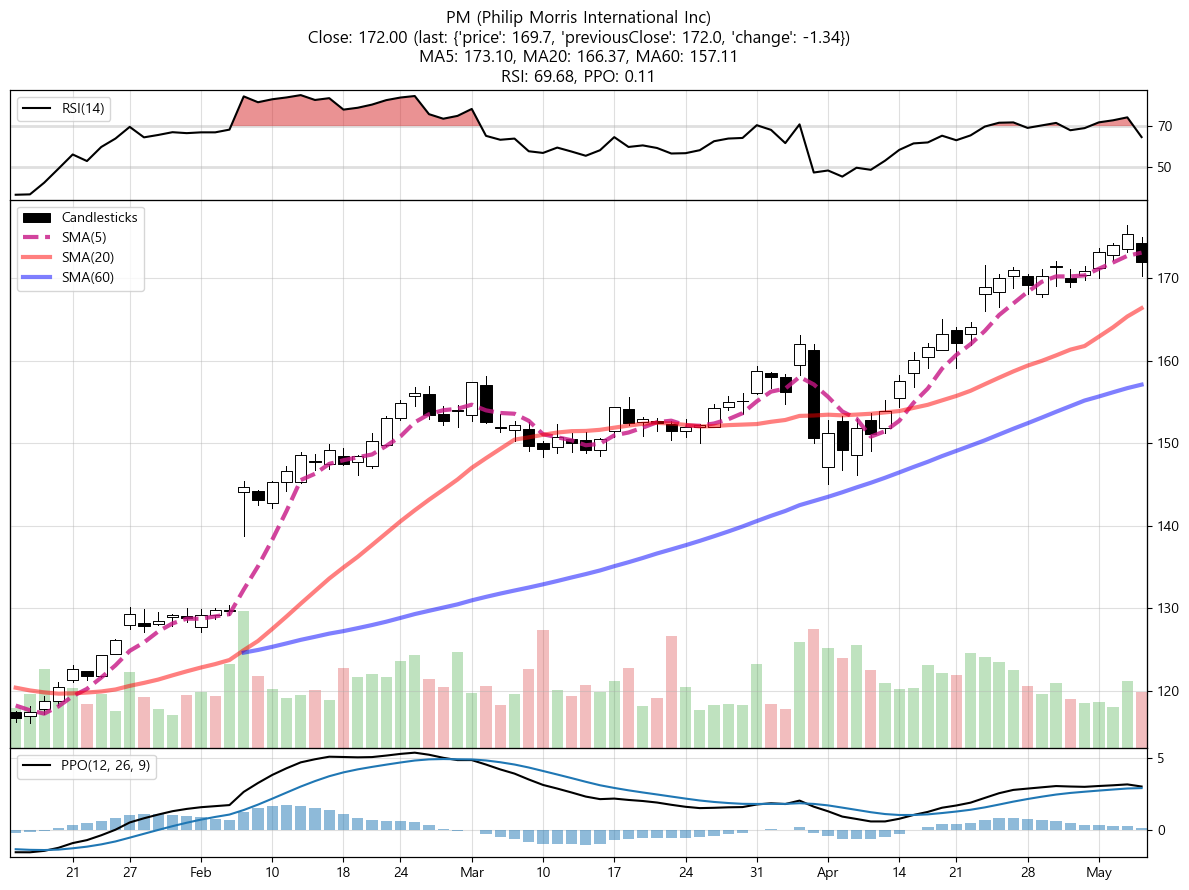 PM (Philip Morris International Inc)
Close: 172.00 (last: {'price': 169.7, 'previousClose': 172.0, 'change': -1.34})
MA5: 173.10, MA20: 166.37, MA60: 157.11
RSI: 69.68, PPO: 0.11
RSI(14)
70
50
Candlesticks
SMA(5)
SMA(20)
SMA(60)
170
160
150
140
130
120
PPO(12, 26, 9)
5
0
21 27 Feb 10 18 24 Mar 10 17 24 31 Apr 14 21 28 May